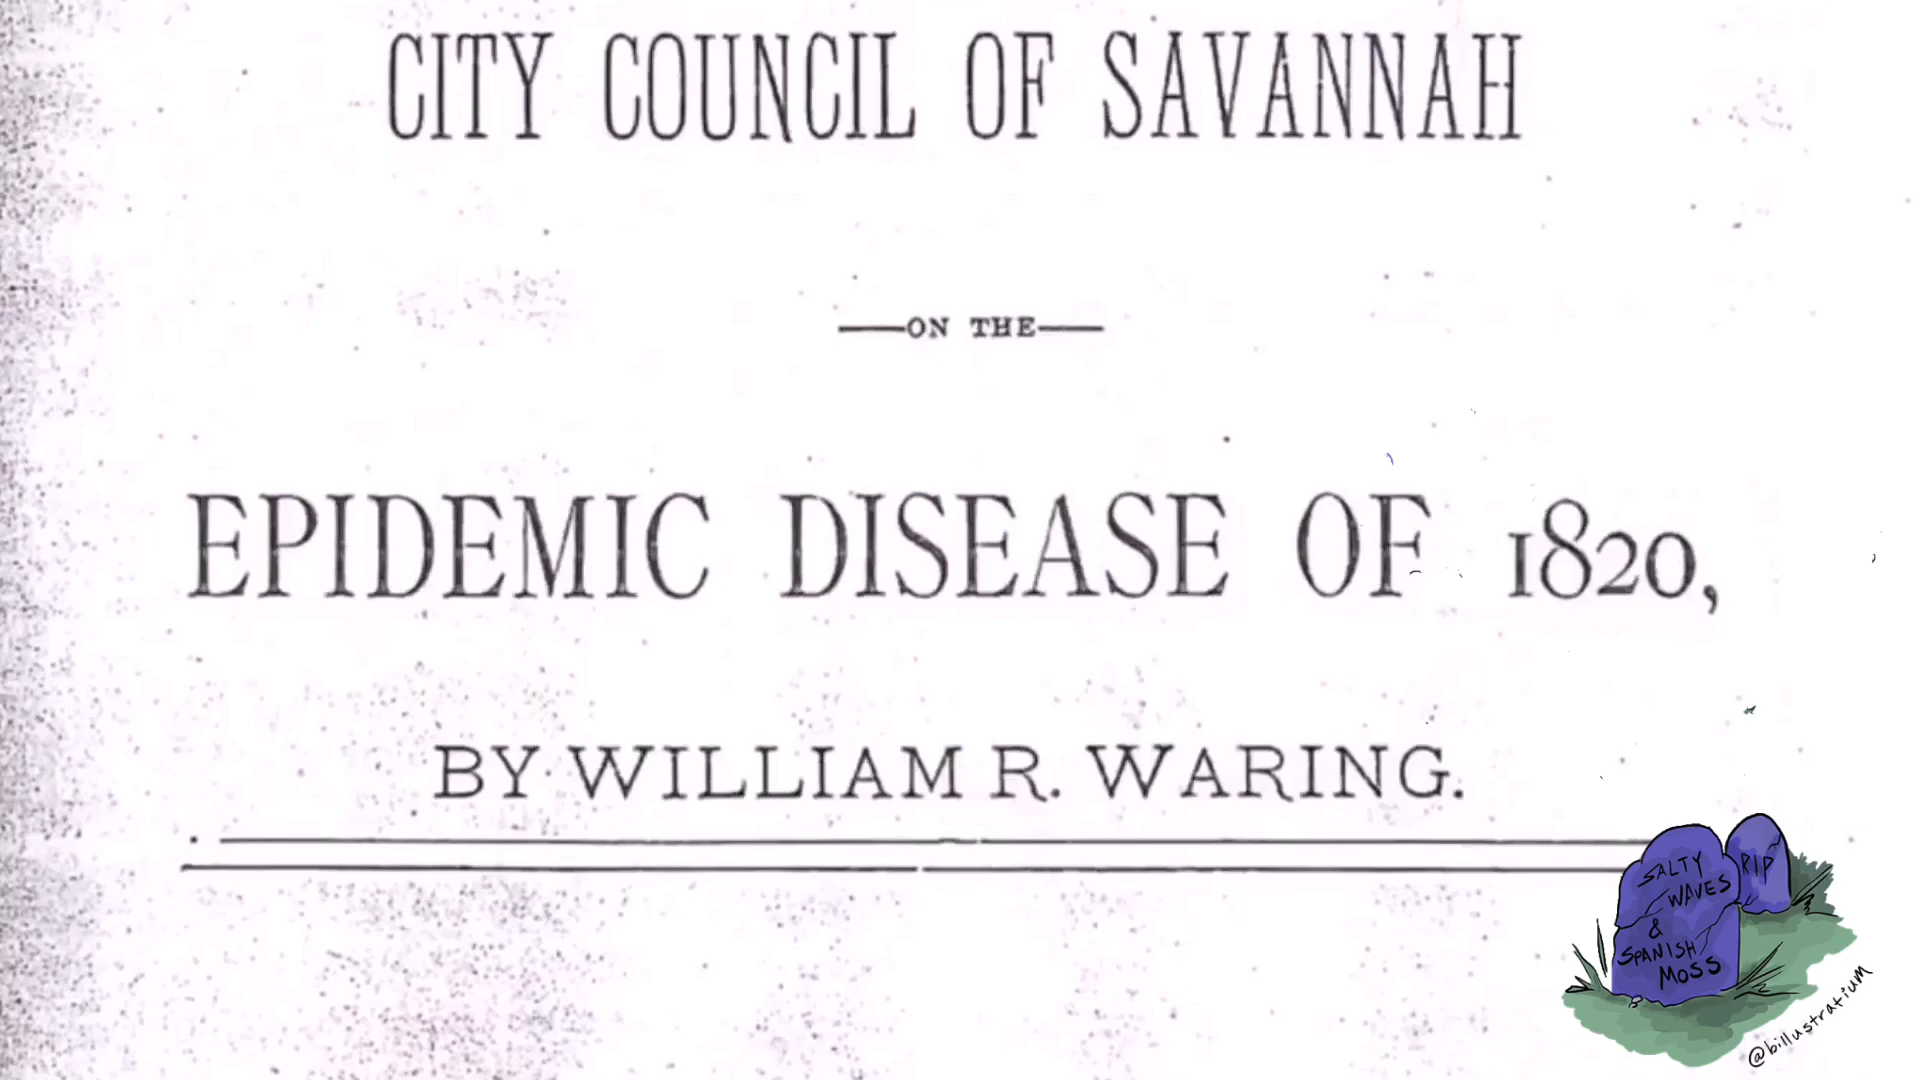 CITY COUNCIL OF SAVANNAH
ON THE
EPIDEMIC DISEASE OF 1820,
BY WILLIAM R. WARING.
SALTY
WAVES
&
SPANISH
MOSS
RIP
@billustratium